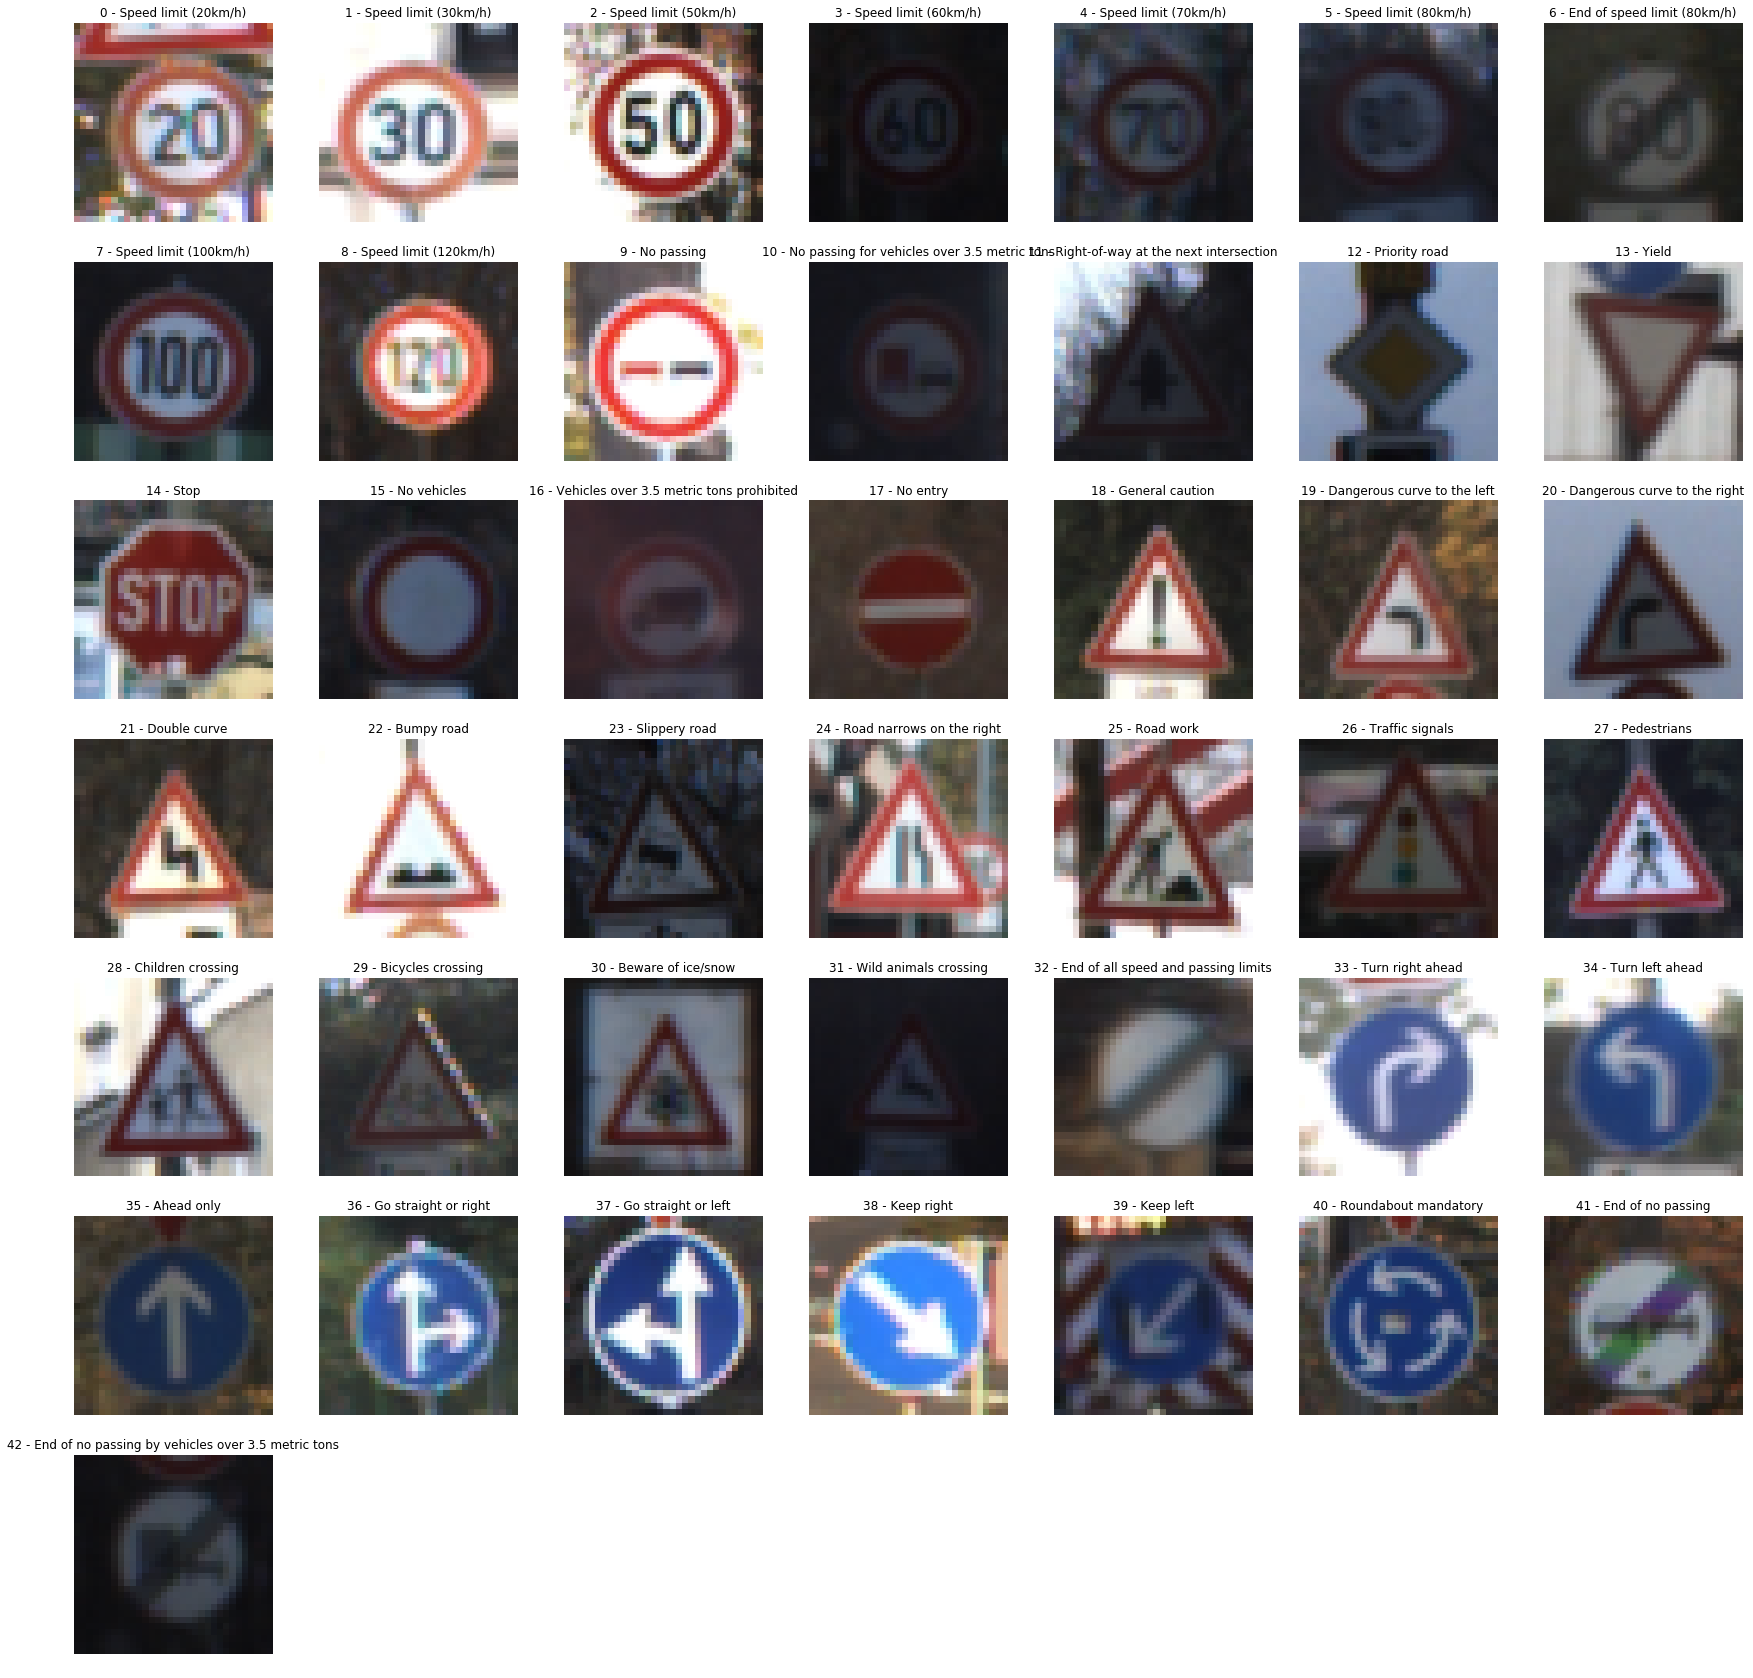 0 - Speed limit (20km/h)
1 - Speed limit (30km/h)
2 - Speed limit (50km/h)
3 - Speed limit (60km/h)
4 - Speed limit (70km/h)
5 - Speed limit (80km/h)
6 - End of speed limit (80km/h)
20
30
50
60
70
80
80
7 - Speed limit (100km/h)
8 - Speed limit (120km/h)
9 - No passing
10 - No passing for vehicles over 3.5 metric tons
11 - Right-of-way at the next intersection
12 - Priority road
13 - Yield
100
120
14 - Stop
15 - No vehicles
16 - Vehicles over 3.5 metric tons prohibited
17 - No entry
18 - General caution
19 - Dangerous curve to the left
20 - Dangerous curve to the right
STOP
21 - Double curve
22 - Bumpy road
23 - Slippery road
24 - Road narrows on the right
25 - Road work
26 - Traffic signals
27 - Pedestrians
28 - Children crossing
29 - Bicycles crossing
30 - Beware of ice/snow
31 - Wild animals crossing
32 - End of all speed and passing limits
33 - Turn right ahead
34 - Turn left ahead
35 - Ahead only
36 - Go straight or right
37 - Go straight or left
38 - Keep right
39 - Keep left
40 - Roundabout mandatory
41 - End of no passing
42 - End of no passing by vehicles over 3.5 metric tons